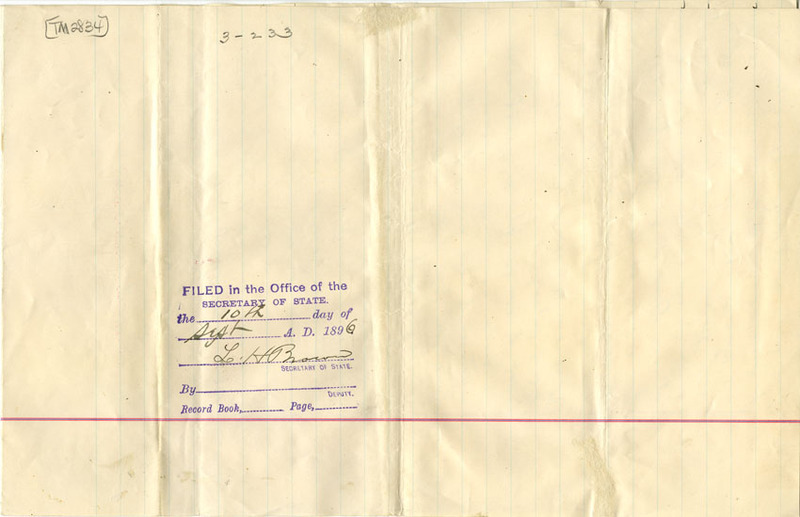 [TM2834]
3-233
FILED in the Office of the
SECRETARY OF STATE.
the 10th day of
Sept A. D. 1896
L. H Brown
SECRETARY OF STATE.
By
DEPUTY.
Record Book, Page,